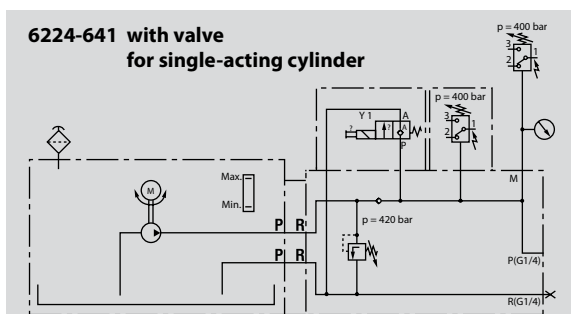 6224-641 with valve
for single-acting cylinder
p = 400 bar
3
2
1
p = 400 bar
3
2
1
Y 1
A
P
M
Max.
Min.
M
P R
P R
p = 420 bar
P(G1/4)
R(G1/4)